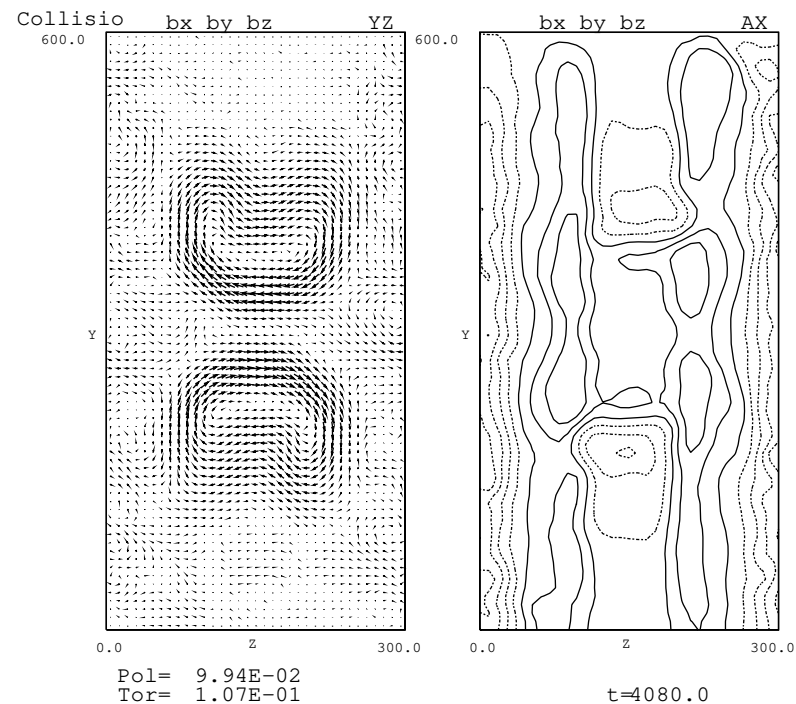 Collisio bx by bz YZ bx by bz AX
600.0 600.0
Y Y
0.0 Z 300.0 0.0 Z 300.0
Pol= 9.94E-02
Tor= 1.07E-01 t=4080.0